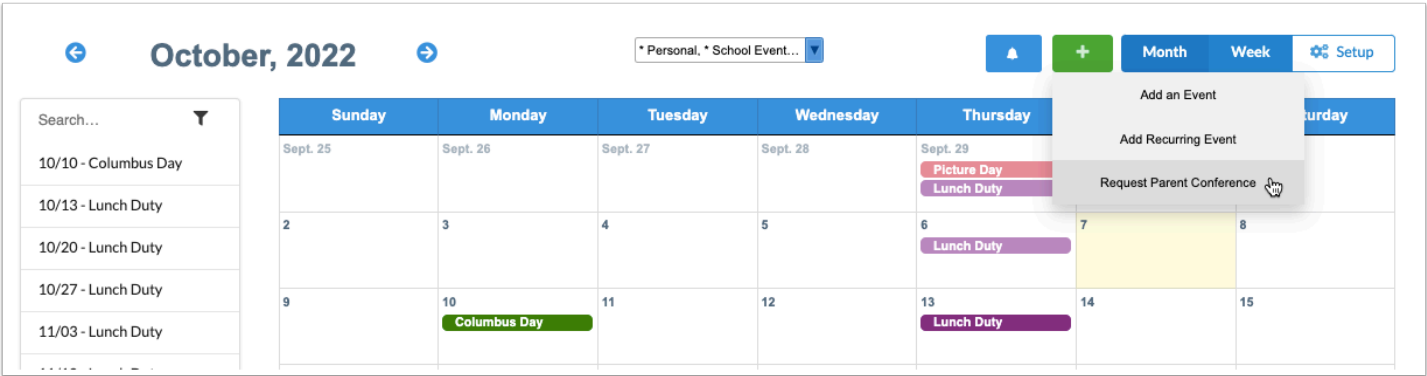 October, 2022
* Personal, * School Event...
+
Month
Week
Setup
Add an Event
Add Recurring Event
Request Parent Conference
Search...
10/10 - Columbus Day
10/13 - Lunch Duty
10/20 - Lunch Duty
10/27 - Lunch Duty
11/03 - Lunch Duty
Sunday Monday Tuesday Wednesday Thursday urday
Sept. 25 Sept. 26 Sept. 27 Sept. 28 Sept. 29
Picture Day
Lunch Duty
2 3 4 5 6 7 8
Lunch Duty
9 10 11 12 13 14 15
Columbus Day Lunch Duty